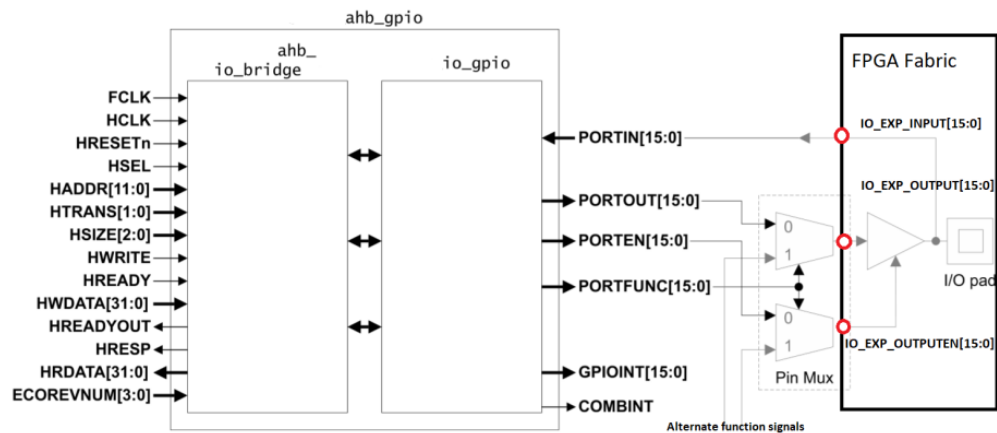 ahb_gpio
ahb_
io_bridge
io_gpio
FPGA Fabric
FCLK
HCLK
HRESETn
HSEL
HADDR[11:0]
HTRANS[1:0]
HSIZE[2:0]
HWRITE
HREADY
HWDATA[31:0]
HREADYOUT
HRESP
HRDATA[31:0]
ECOREVNUM[3:0]
PORTIN[15:0]
PORTOUT[15:0]
PORTEN[15:0]
PORTFUNC[15:0]
GPIOINT[15:0]
COMBINT
0
1
0
1
Pin Mux
Alternate function signals
IO_EXP_INPUT[15:0]
IO_EXP_OUTPUT[15:0]
I/O pad
IO_EXP_OUTPUTEN[15:0]